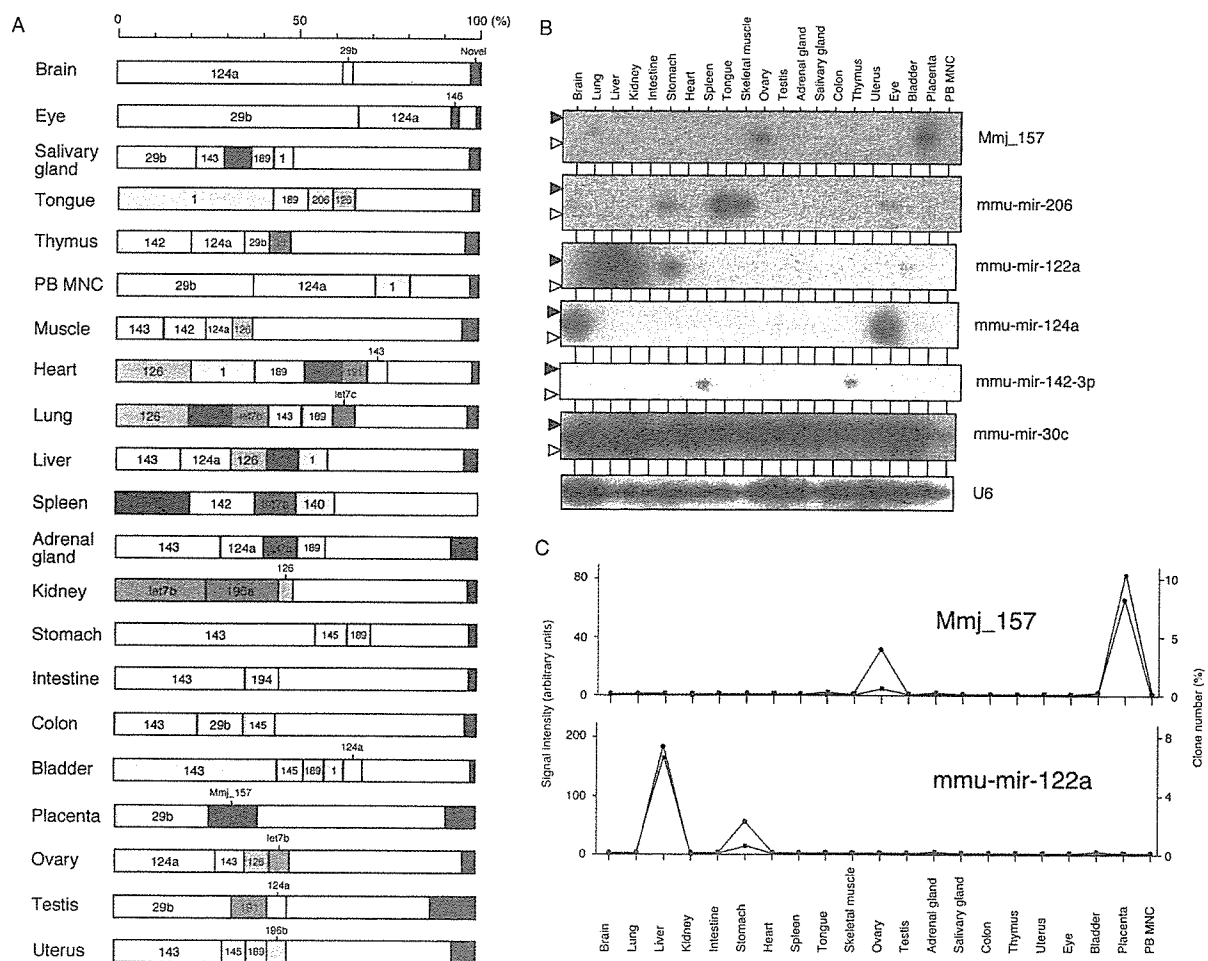 A
0 50 100 (%)
29b Novel
Brain 124a
146
Eye 29b 124a
Salivary gland 29b 143 189 1
Tongue 1 189 206 126
Thymus 142 124a 29b
PB MNC 29b 124a 1
Muscle 143 142 124a 126
143
Heart 126 1 189
let7c
Lung 126 let7b 143 189
Liver 143 124a 126 1
Spleen 142 140
Adrenal gland 143 124a 189
126
Kidney let7b
Stomach 143 145 189
Intestine 143 194
Colon 143 29b 145
124a
Bladder 143 145 189 1
Mmj_157
Placenta 29b
let7b
Ovary 124a 143 126
124a
Testis 29b
196b
Uterus 143 145 189
B
Brain
Lung
Liver
Kidney
Intestine
Stomach
Heart
Spleen
Tongue
Skeletal muscle
Ovary
Testis
Adrenal gland
Salivary gland
Colon
Thymus
Uterus
Eye
Bladder
Placenta
PB MNC
Mmj_157
mmu-mir-206
mmu-mir-122a
mmu-mir-124a
mmu-mir-142-3p
mmu-mir-30c
U6
C
Signal Intensity (arbitrary units)
80
40
0
Mmj_157
10
5
0
Clone number (%)
200
100
0
mmu-mir-122a
8
4
0
Brain
Lung
Liver
Kidney
Intestine
Stomach
Heart
Spleen
Tongue
Skeletal muscle
Ovary
Testis
Adrenal gland
Salivary gland
Colon
Thymus
Uterus
Eye
Bladder
Placenta
PB MNC